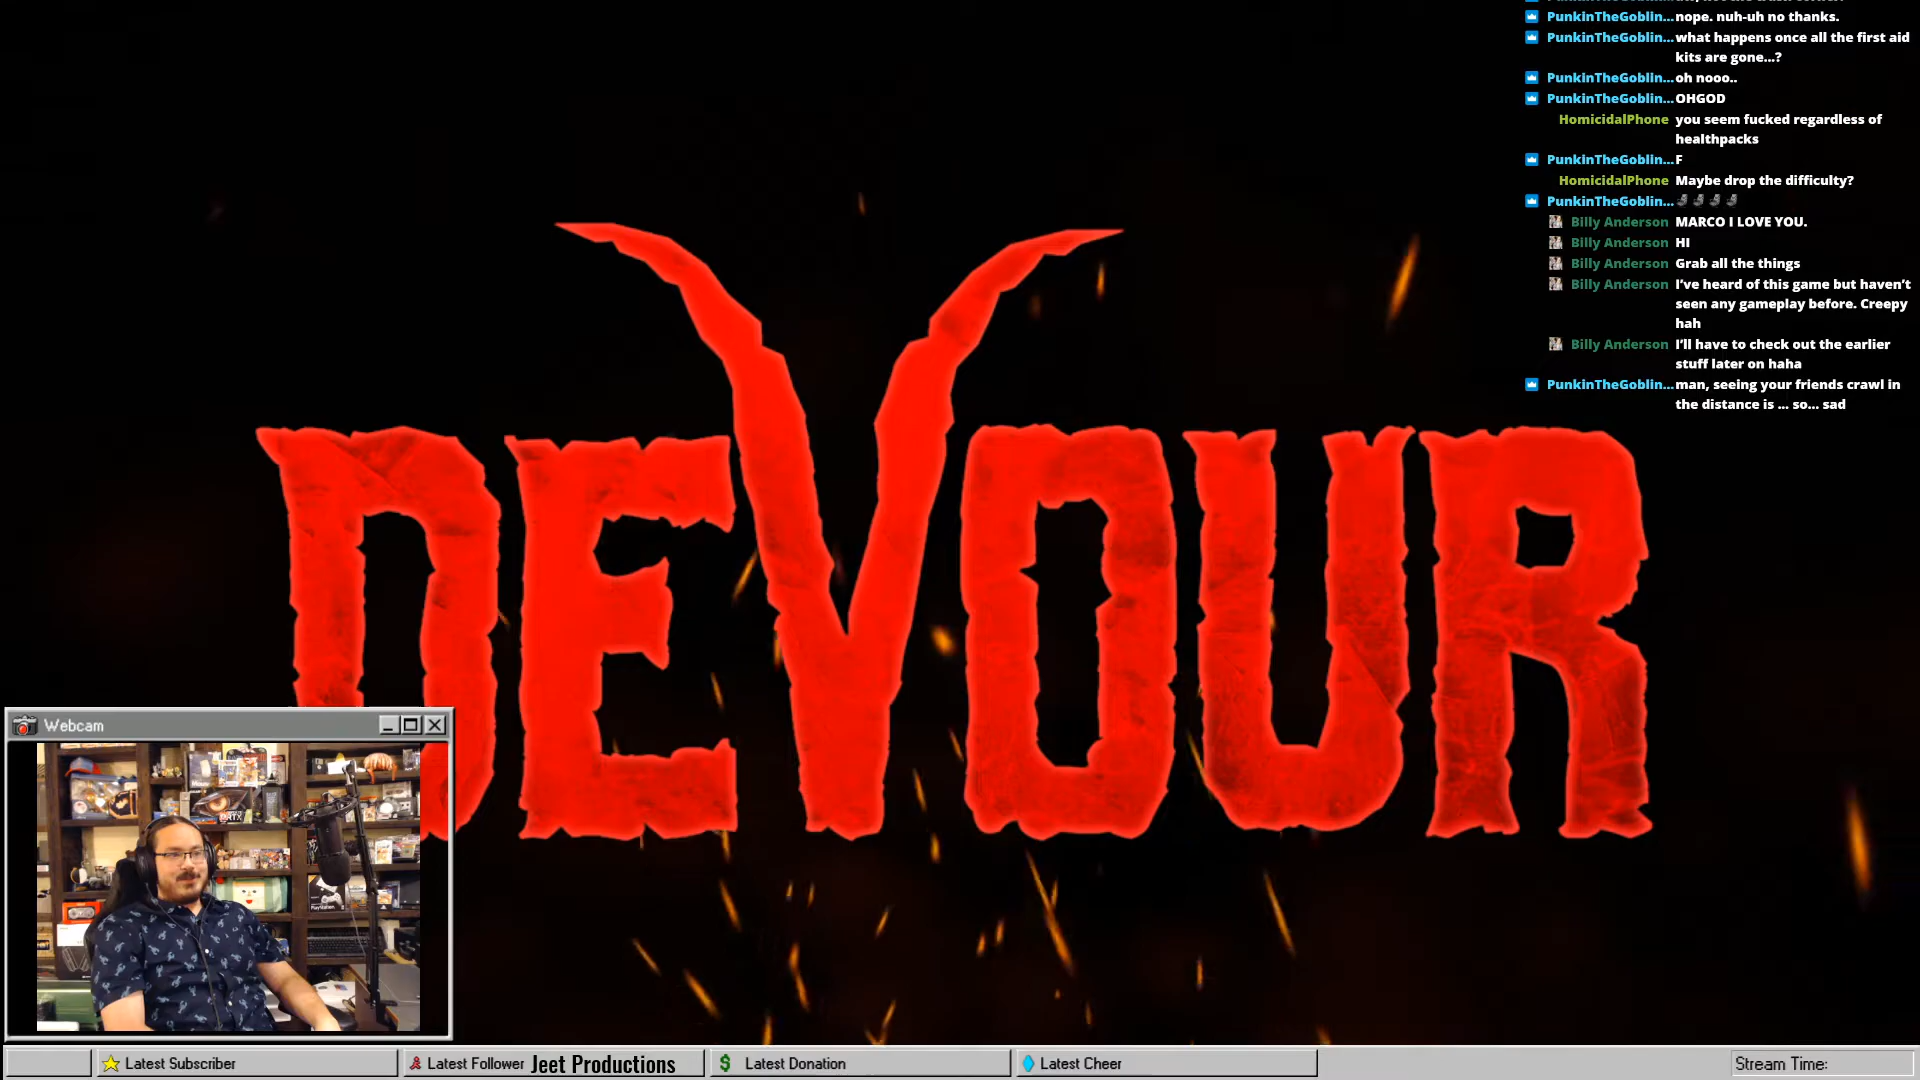 PunkinTheGoblin... nope. nuh-uh no thanks.
PunkinTheGoblin... what happens once all the first aid
kits are gone...?
PunkinTheGoblin... oh nooo..
PunkinTheGoblin... OHGOD
HomicidalPhone you seem fucked regardless of
healthpacks
PunkinTheGoblin... F
HomicidalPhone Maybe drop the difficulty?
PunkinTheGoblin...
Billy Anderson MARCO I LOVE YOU.
Billy Anderson HI
Billy Anderson Grab all the things
Billy Anderson I've heard of this game but haven't
seen any gameplay before. Creepy
hah
Billy Anderson I'll have to check out the earlier
stuff later on haha
PunkinTheGoblin... man, seeing your friends crawl in
the distance is ... so... sad
DEVOUR
Webcam
Latest Subscriber
Latest Follower Jeet Productions
Latest Donation
Latest Cheer
Stream Time: